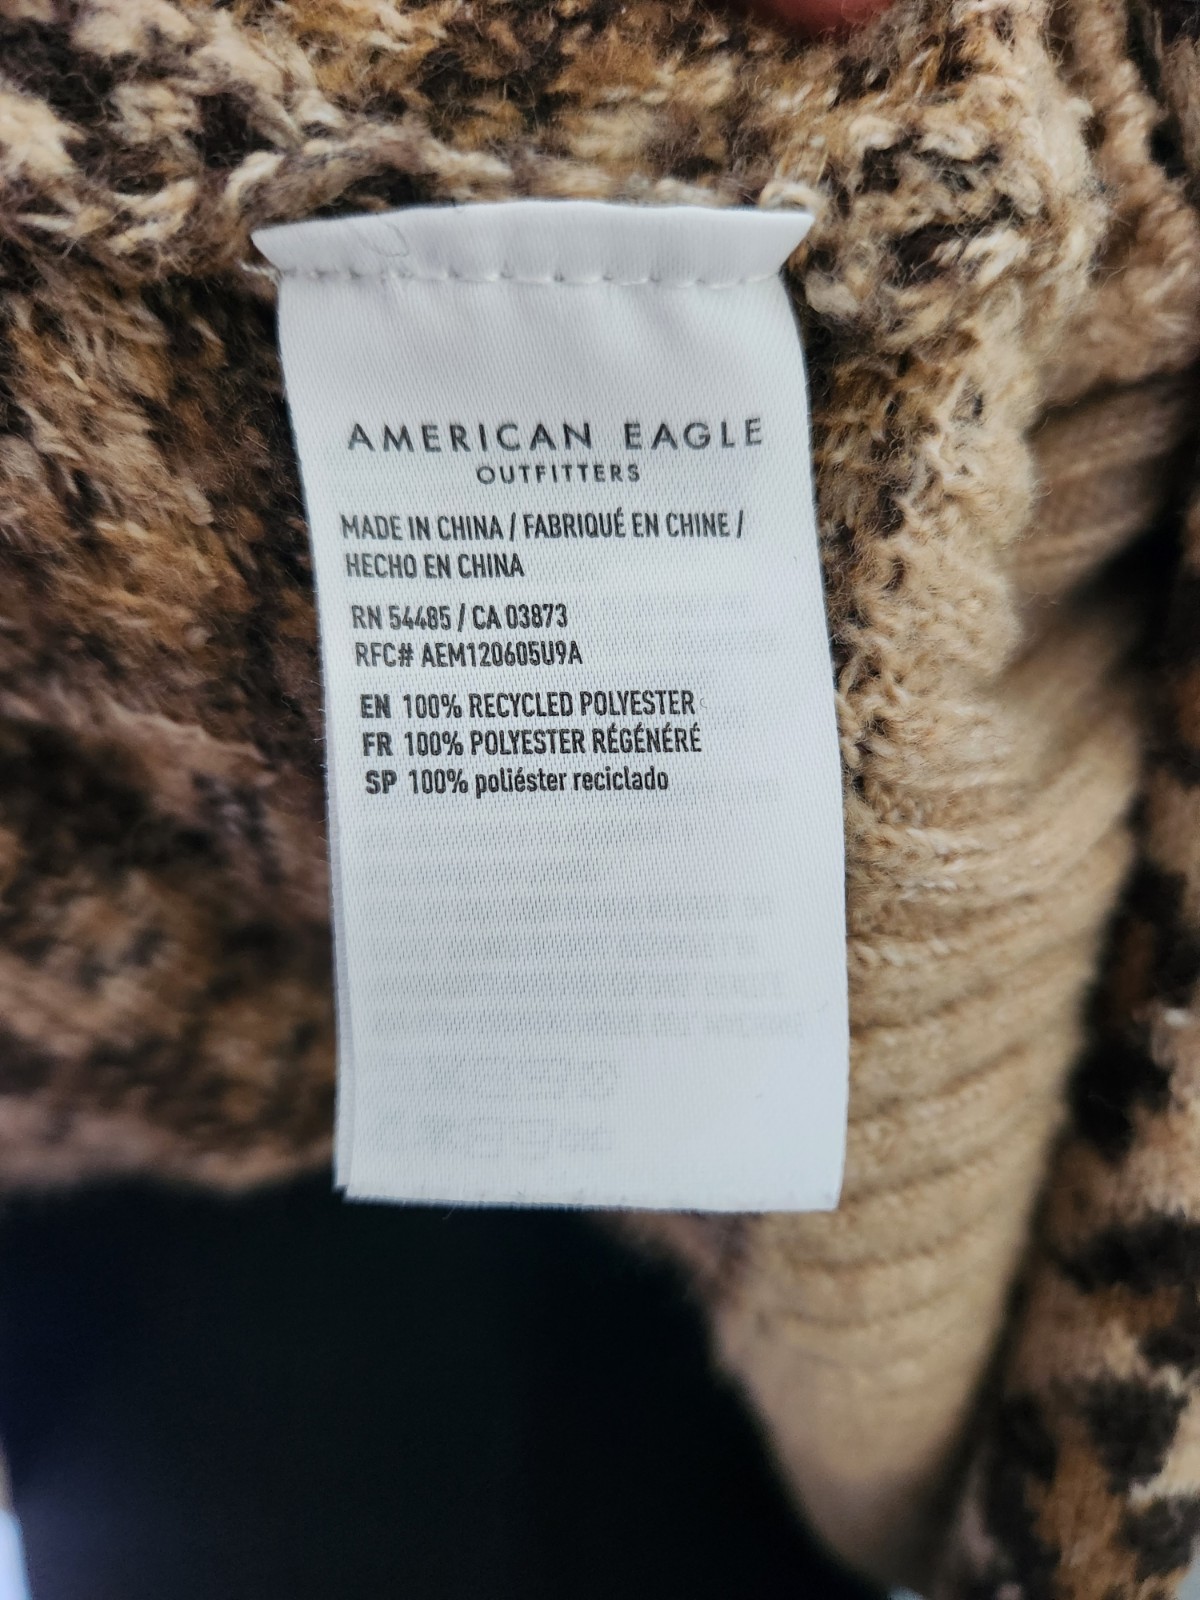 AMERICAN EAGLE
OUTFITTERS
MADE IN CHINA / FABRIQUÉ EN CHINE /
HECHO EN CHINA
RN 54485 / CA 03873
RFC# AEM120605U9A
EN 100% RECYCLED POLYESTER
FR 100% POLYESTER RÉGÉNÉRÉ
SP 100% poliéster reciclado